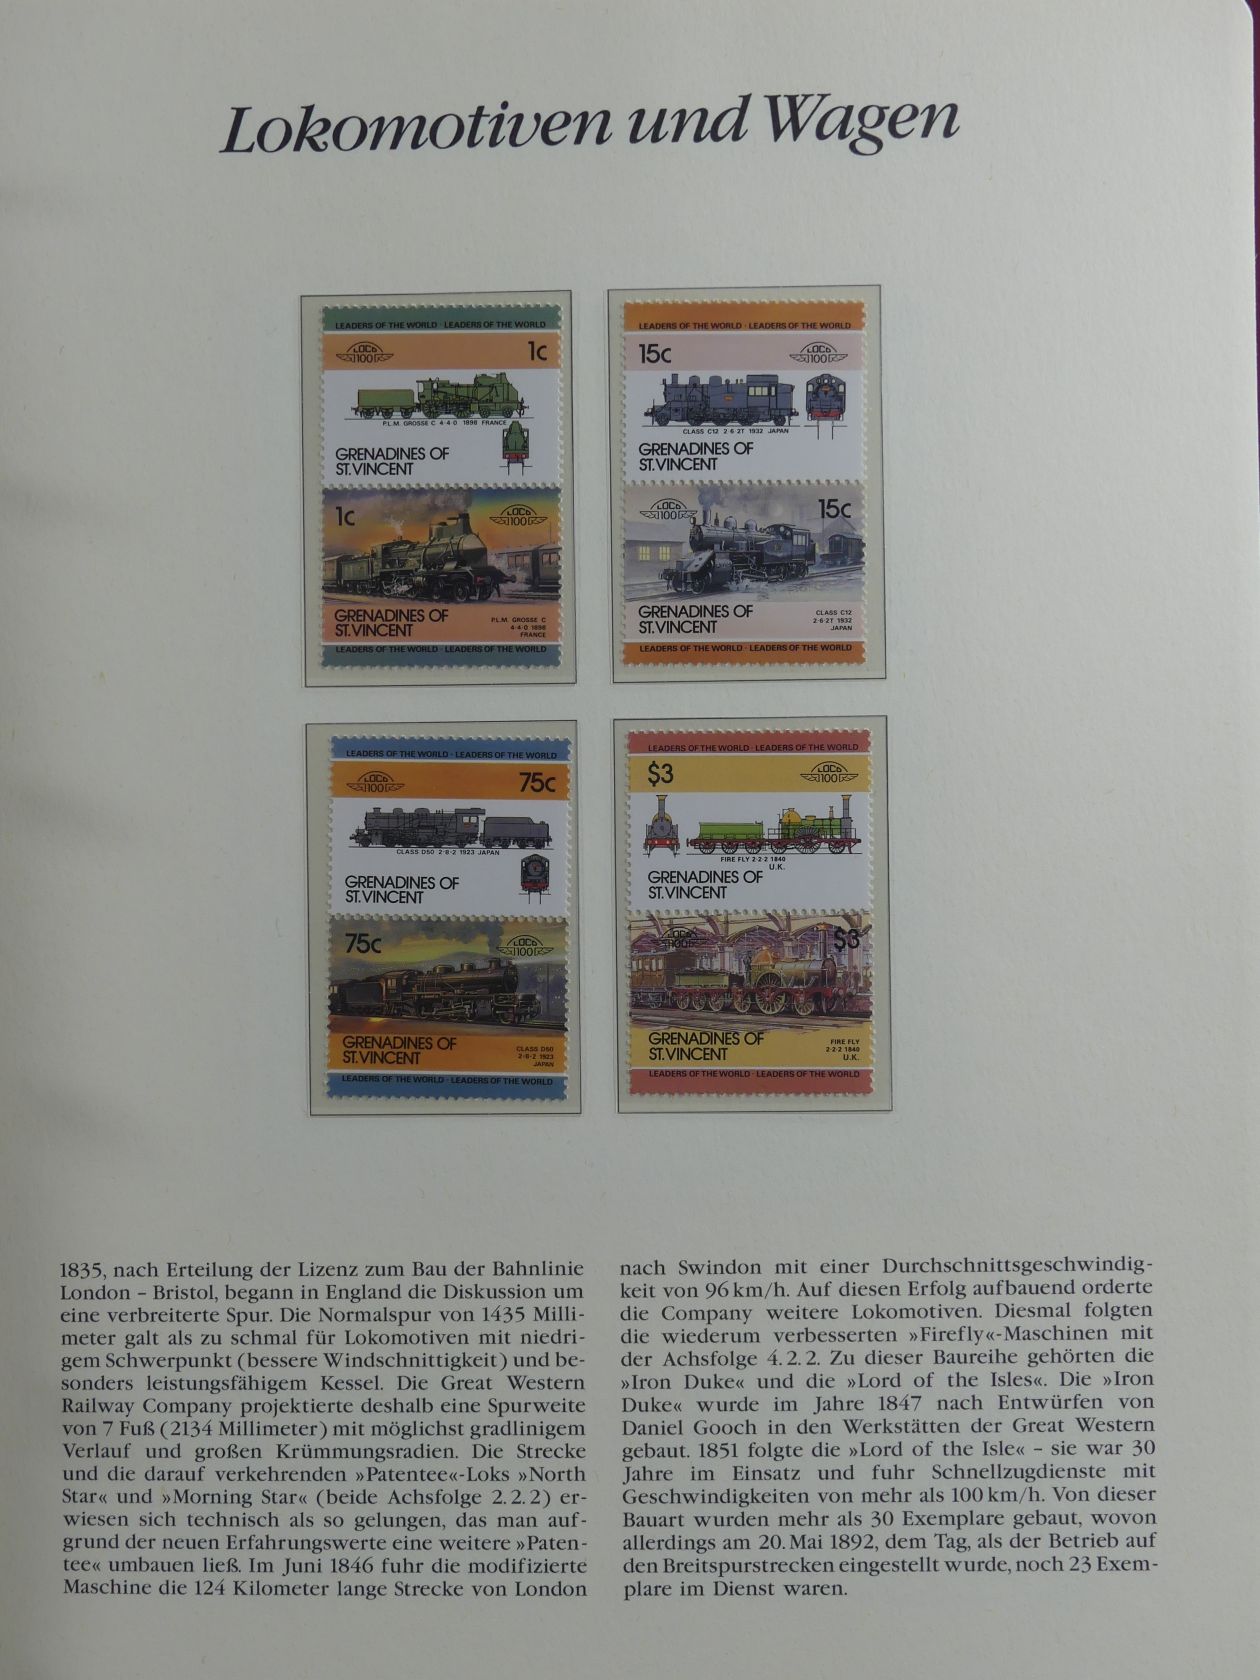 Lokomotiven und Wagen
LEADERS OF THE WORLD · LEADERS OF THE WORLD
LOCO
100
1c
P.L.M. GROSSE C 4·4·0 1898 FRANCE
GRENADINES OF
ST.VINCENT
1c
LOCO
100
GRENADINES OF
ST.VINCENT
P.L.M. GROSSE C
4·4·0 1898
FRANCE
LEADERS OF THE WORLD · LEADERS OF THE WORLD
LEADERS OF THE WORLD · LEADERS OF THE WORLD
15c
LOCO
100
CLASS C12 2·6·2T 1932 JAPAN
GRENADINES OF
ST.VINCENT
LOCO
100
15c
GRENADINES OF
ST.VINCENT
CLASS C12
2·6·2T 1932
JAPAN
LEADERS OF THE WORLD · LEADERS OF THE WORLD
LEADERS OF THE WORLD · LEADERS OF THE WORLD
LOCO
100
75c
CLASS D50 2·8·2 1923 JAPAN
GRENADINES OF
ST.VINCENT
75c
LOCO
100
GRENADINES OF
ST.VINCENT
CLASS D50
2·8·2 1923
JAPAN
LEADERS OF THE WORLD · LEADERS OF THE WORLD
LEADERS OF THE WORLD · LEADERS OF THE WORLD
$3
LOCO
100
FIRE FLY 2·2·2 1840
U.K.
GRENADINES OF
ST.VINCENT
LOCO
100
$3
GRENADINES OF
ST.VINCENT
FIRE FLY
2·2·2 1840
U.K.
LEADERS OF THE WORLD · LEADERS OF THE WORLD
1835, nach Erteilung der Lizenz zum Bau der Bahnlinie
London – Bristol, begann in England die Diskussion um
eine verbreiterte Spur. Die Normalspur von 1435 Milli-
meter galt als zu schmal für Lokomotiven mit niedri-
gem Schwerpunkt (bessere Windschnittigkeit) und be-
sonders leistungsfähigem Kessel. Die Great Western
Railway Company projektierte deshalb eine Spurweite
von 7 Fuß (2134 Millimeter) mit möglichst gradlinigem
Verlauf und großen Krümmungsradien. Die Strecke
und die darauf verkehrenden »Patentee«-Loks »North
Star« und »Morning Star« (beide Achsfolge 2.2.2) er-
wiesen sich technisch als so gelungen, das man auf-
grund der neuen Erfahrungswerte eine weitere »Paten-
tee« umbauen ließ. Im Juni 1846 fuhr die modifizierte
Maschine die 124 Kilometer lange Strecke von London
nach Swindon mit einer Durchschnittsgeschwindig-
keit von 96 km/h. Auf diesen Erfolg aufbauend orderte
die Company weitere Lokomotiven. Diesmal folgten
die wiederum verbesserten »Firefly«-Maschinen mit
der Achsfolge 4.2.2. Zu dieser Baureihe gehörten die
»Iron Duke« und die »Lord of the Isles«. Die »Iron
Duke« wurde im Jahre 1847 nach Entwürfen von
Daniel Gooch in den Werkstätten der Great Western
gebaut. 1851 folgte die »Lord of the Isle« – sie war 30
Jahre im Einsatz und fuhr Schnellzugdienste mit
Geschwindigkeiten von mehr als 100 km/h. Von dieser
Bauart wurden mehr als 30 Exemplare gebaut, wovon
allerdings am 20. Mai 1892, dem Tag, als der Betrieb auf
den Breitspurstrecken eingestellt wurde, noch 23 Exem-
plare im Dienst waren.